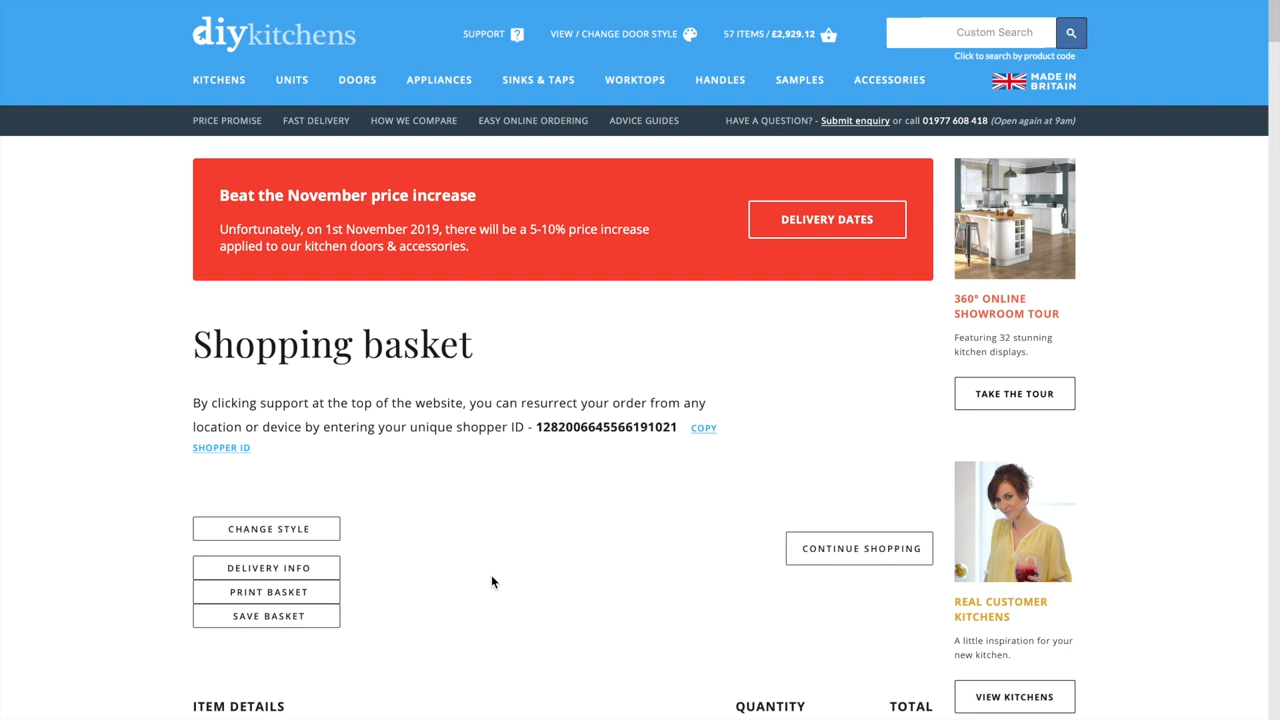 diykitchens
SUPPORT
VIEW / CHANGE DOOR STYLE
57 ITEMS / £2,929.12
Custom Search
Click to search by product code
KITCHENS
UNITS
DOORS
APPLIANCES
SINKS & TAPS
WORKTOPS
HANDLES
SAMPLES
ACCESSORIES
MADE IN
BRITAIN
PRICE PROMISE
FAST DELIVERY
HOW WE COMPARE
EASY ONLINE ORDERING
ADVICE GUIDES
HAVE A QUESTION? - Submit enquiry or call 01977 608 418 (Open again at 9am)
Beat the November price increase
Unfortunately, on 1st November 2019, there will be a 5-10% price increase
applied to our kitchen doors & accessories.
DELIVERY DATES
360° ONLINE
SHOWROOM TOUR
Featuring 32 stunning
kitchen displays.
TAKE THE TOUR
Shopping basket
By clicking support at the top of the website, you can resurrect your order from any
location or device by entering your unique shopper ID - 1282006645566191021 COPY
SHOPPER ID
CHANGE STYLE
DELIVERY INFO
PRINT BASKET
SAVE BASKET
CONTINUE SHOPPING
REAL CUSTOMER
KITCHENS
A little inspiration for your
new kitchen.
VIEW KITCHENS
ITEM DETAILS
QUANTITY
TOTAL